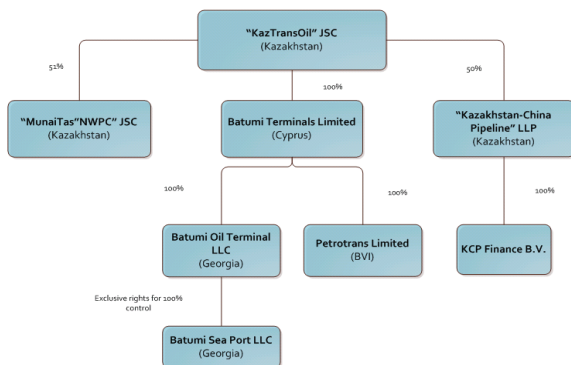 “KazTransOil” JSC
(Kazakhstan)
51%
100%
50%
“MunaiTas”NWPC” JSC
(Kazakhstan)
Batumi Terminals Limited
(Cyprus)
“Kazakhstan-China
Pipeline” LLP
(Kazakhstan)
100%
100%
100%
Batumi Oil Terminal
LLC
(Georgia)
Petrotrans Limited
(BVI)
KCP Finance B.V.
Exclusive rights for 100%
control
Batumi Sea Port LLC
(Georgia)